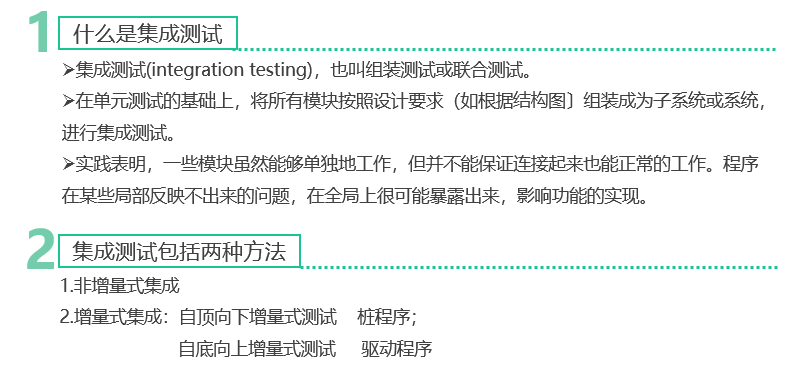 1 什么是集成测试
➢集成测试(integration testing)，也叫组装测试或联合测试。
➢在单元测试的基础上，将所有模块按照设计要求（如根据结构图〕组装成为子系统或系统，
进行集成测试。
➢实践表明，一些模块虽然能够单独地工作，但并不能保证连接起来也能正常的工作。程序
在某些局部反映不出来的问题，在全局上很可能暴露出来，影响功能的实现。
2 集成测试包括两种方法
1.非增量式集成
2.增量式集成：自顶向下增量式测试 桩程序；
自底向上增量式测试 驱动程序